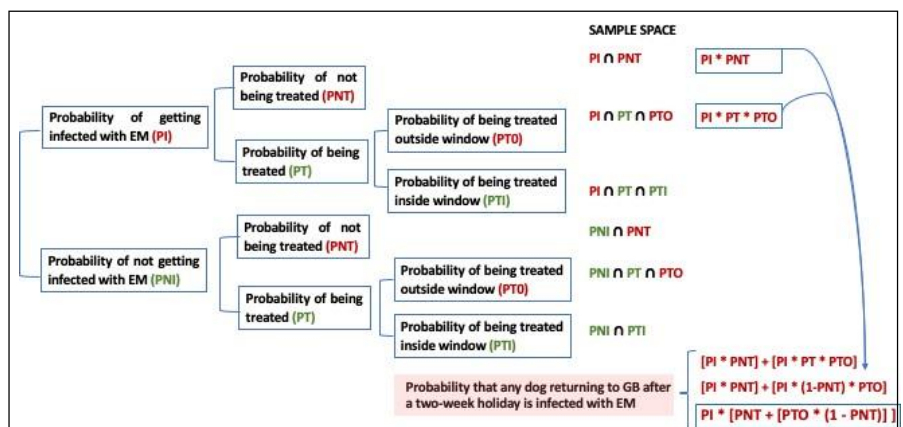 SAMPLE SPACE
PI ∩ PNT
PI * PNT
Probability of not
being treated (PNT)
Probability of getting
infected with EM (PI)
Probability of being treated
outside window (PT0)
PI ∩ PT ∩ PTO
PI * PT * PTO
Probability of being
treated (PT)
Probability of being treated
inside window (PTI)
PI ∩ PT ∩ PTI
Probability of not
being treated (PNT)
PNI ∩ PNT
Probability of not getting
infected with EM (PNI)
Probability of being treated
outside window (PT0)
PNI ∩ PT ∩ PTO
Probability of being
treated (PT)
Probability of being treated
inside window (PTI)
PNI ∩ PTI
[PI * PNT] + [PI * PT * PTO]
Probability that any dog returning to GB after
a two-week holiday is infected with EM
[PI * PNT] + [PI * (1-PNT) * PTO]
PI * [PNT + [PTO * (1 - PNT)] ]